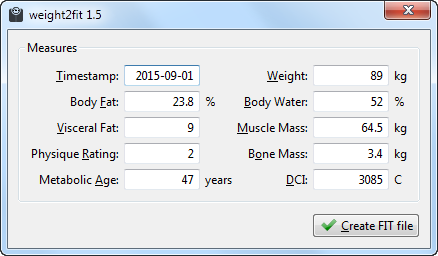 weight2fit 1.5
Measures
Timestamp: 2015-09-01 Weight: 89 kg
Body Fat: 23.8 % Body Water: 52 %
Visceral Fat: 9 Muscle Mass: 64.5 kg
Physique Rating: 2 Bone Mass: 3.4 kg
Metabolic Age: 47 years DCI: 3085 C
Create FIT file